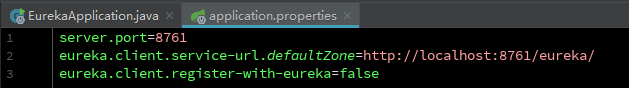 EurekaApplication.java × application.properties ×
1 server.port=8761
2 eureka.client.service-url.defaultZone=http://localhost:8761/eureka/
3 eureka.client.register-with-eureka=false